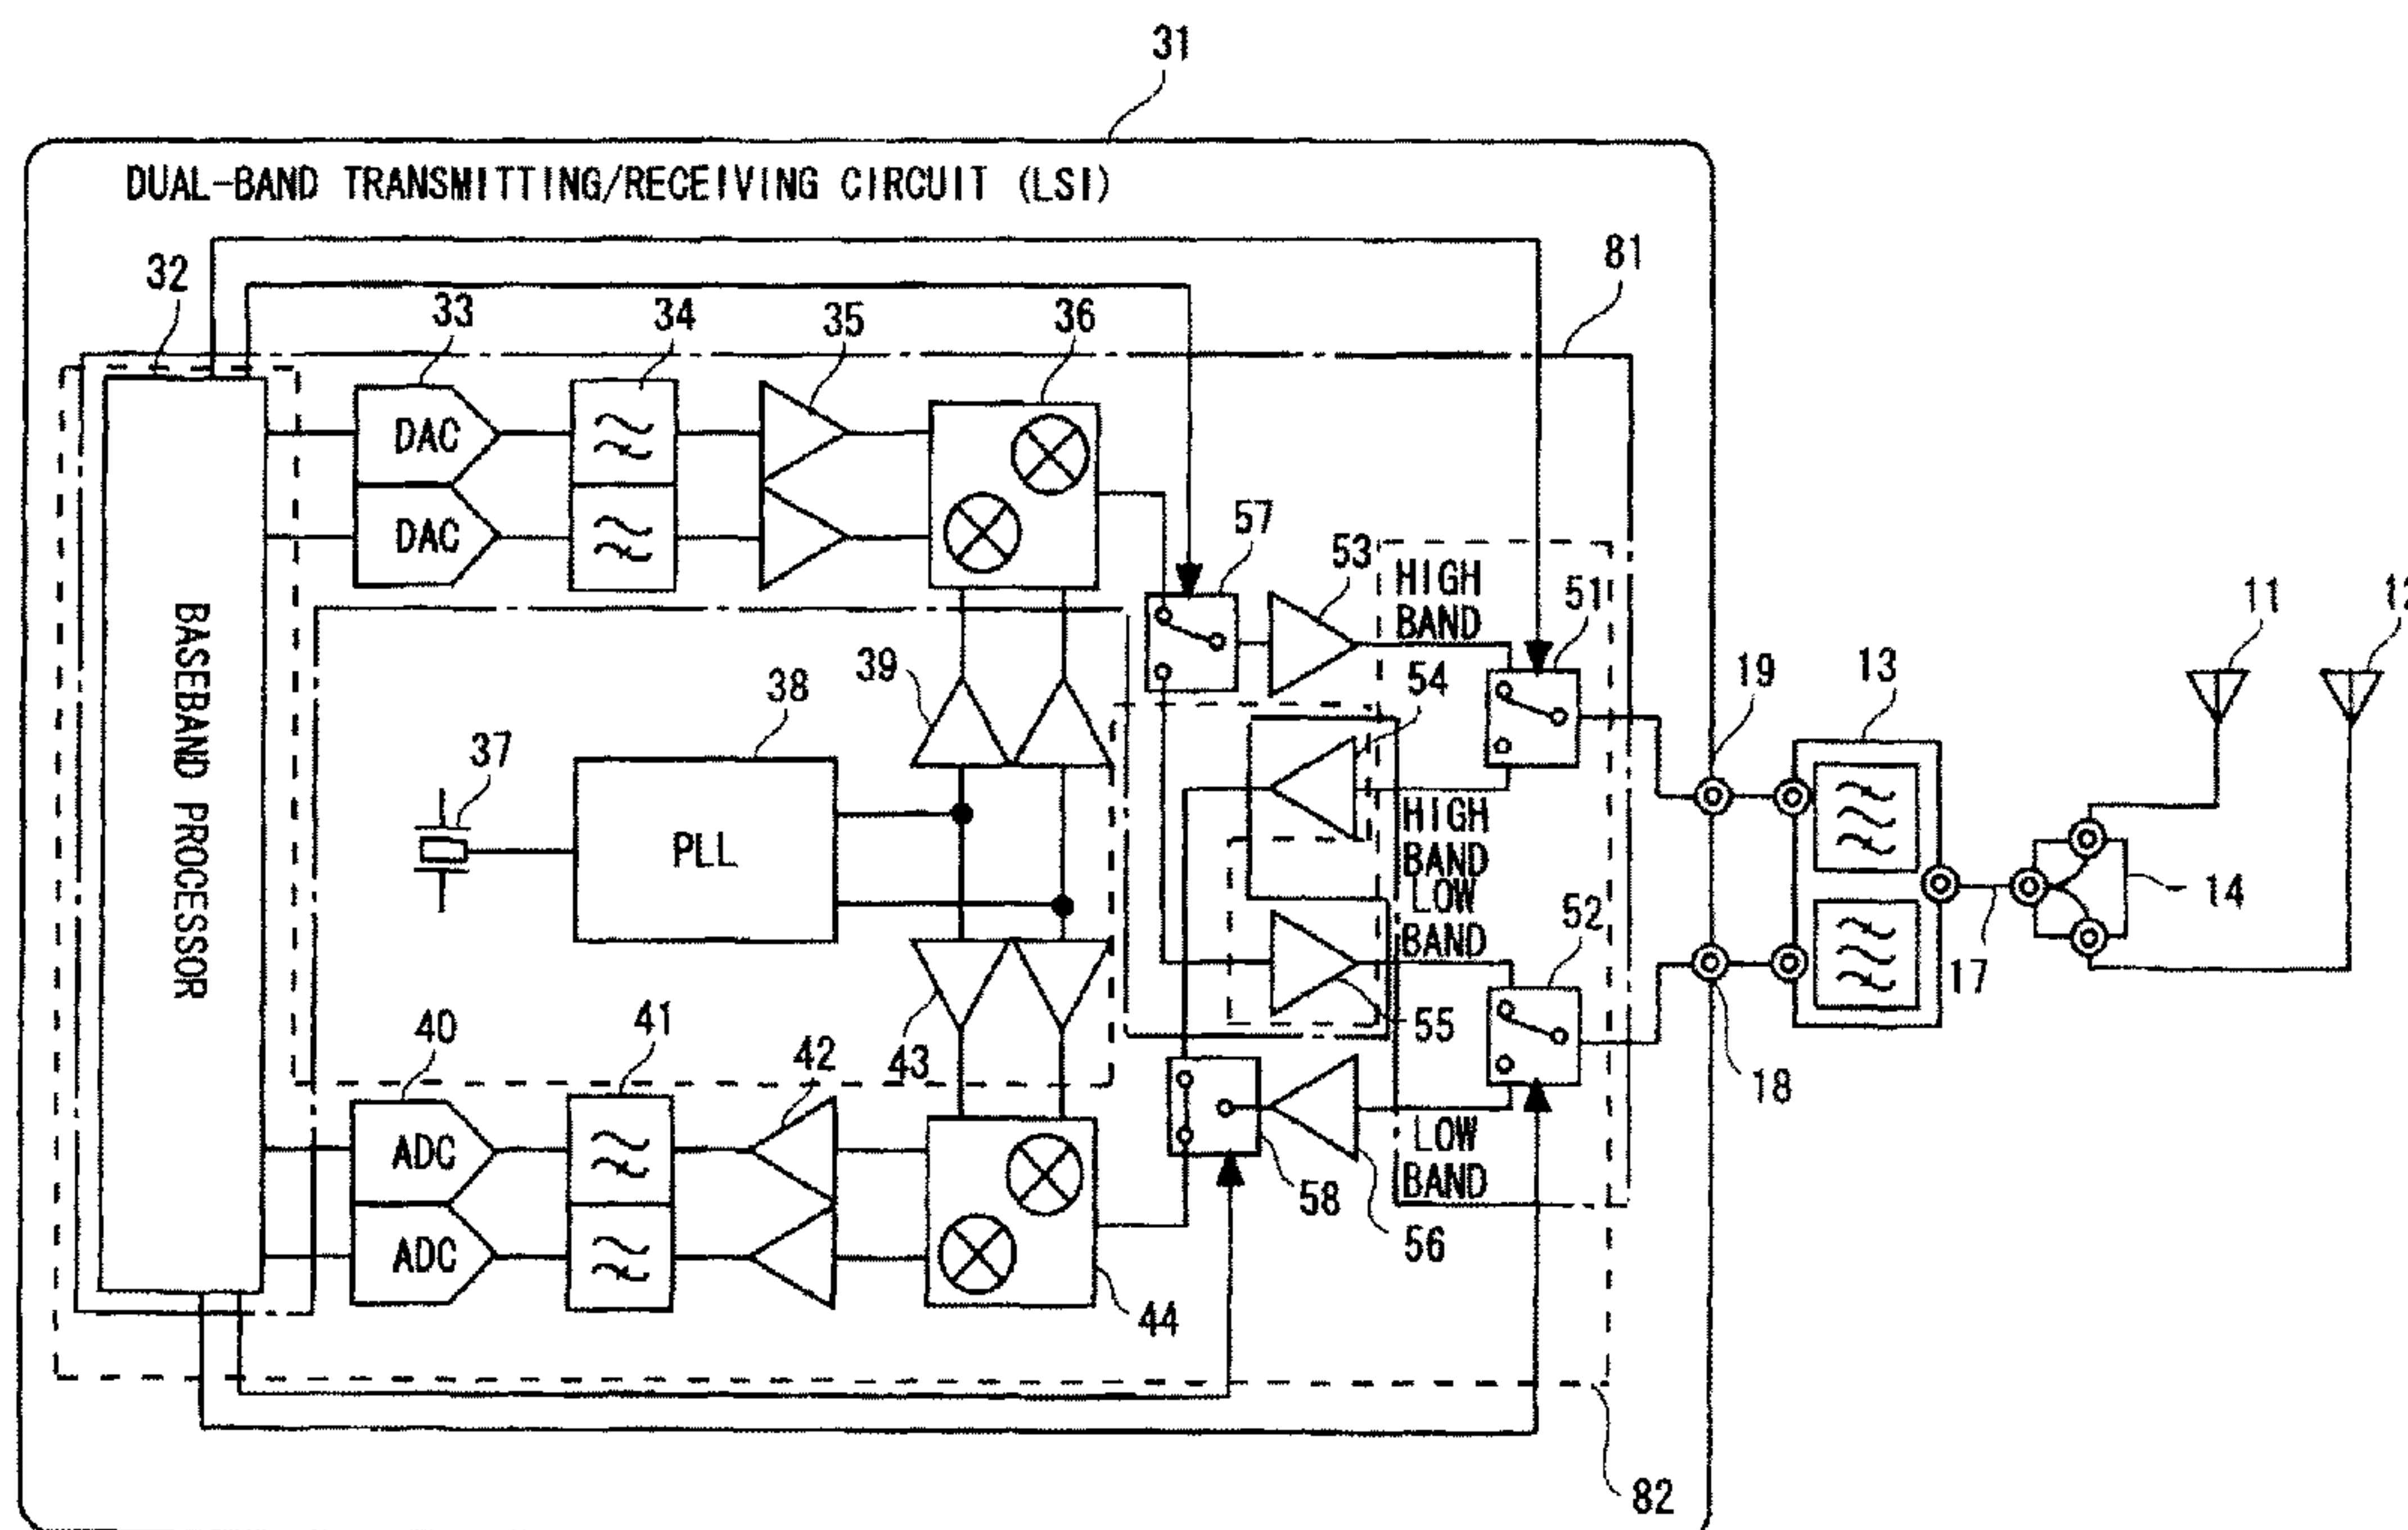 31
DUAL-BAND TRANSMITTING/RECEIVING CIRCUIT (LSI)
81
32
33
34
35
36
DAC
DAC
57
53
HIGH
BAND
51
11
12
BASEBAND PROCESSOR
39
38
54
19
13
37
PLL
HIGH
BAND
LOW
BAND
52
14
17
40
41
42
43
55
18
ADC
ADC
LOW
BAND
58
56
44
82